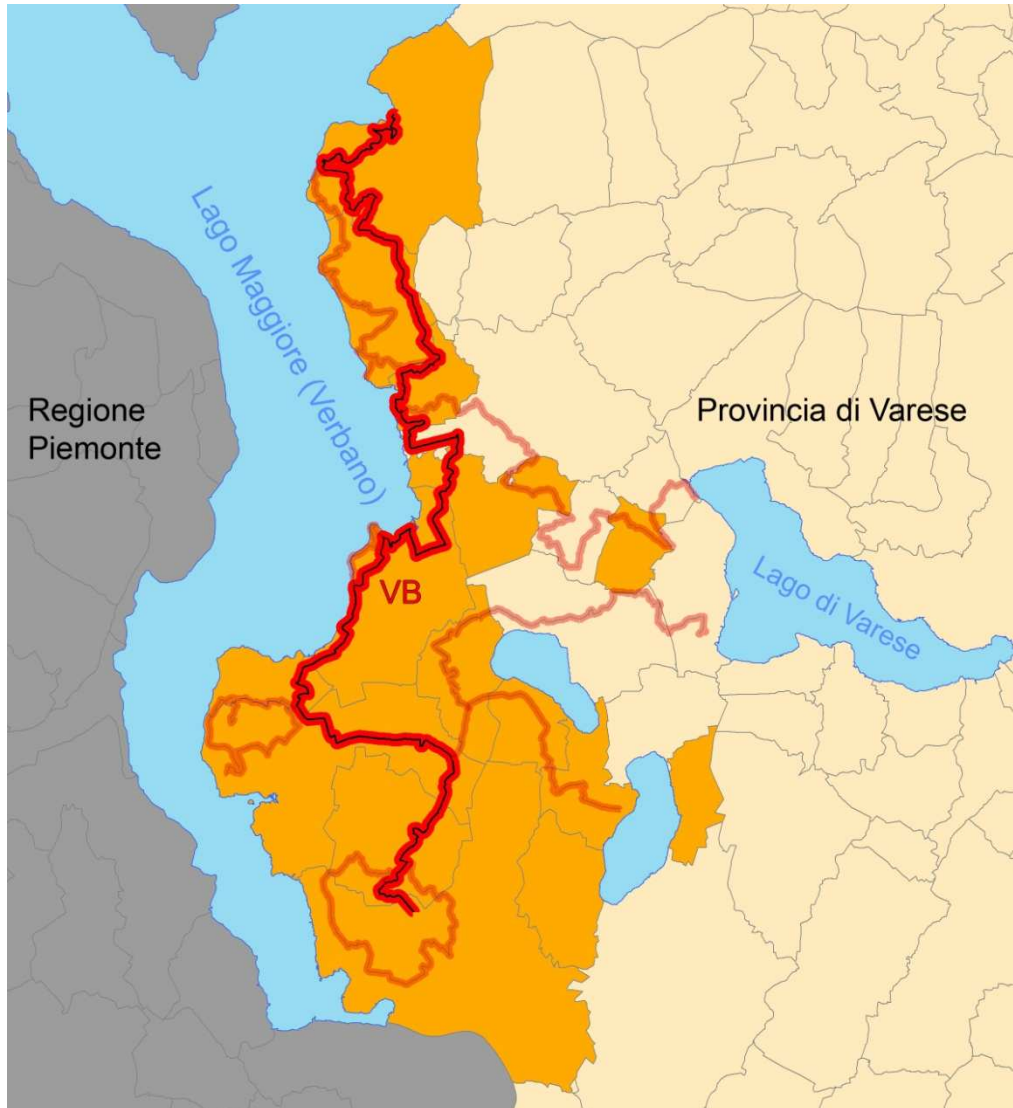 Lago Maggiore (Verbano)
Regione
Piemonte
Provincia di Varese
Lago di Varese
VB